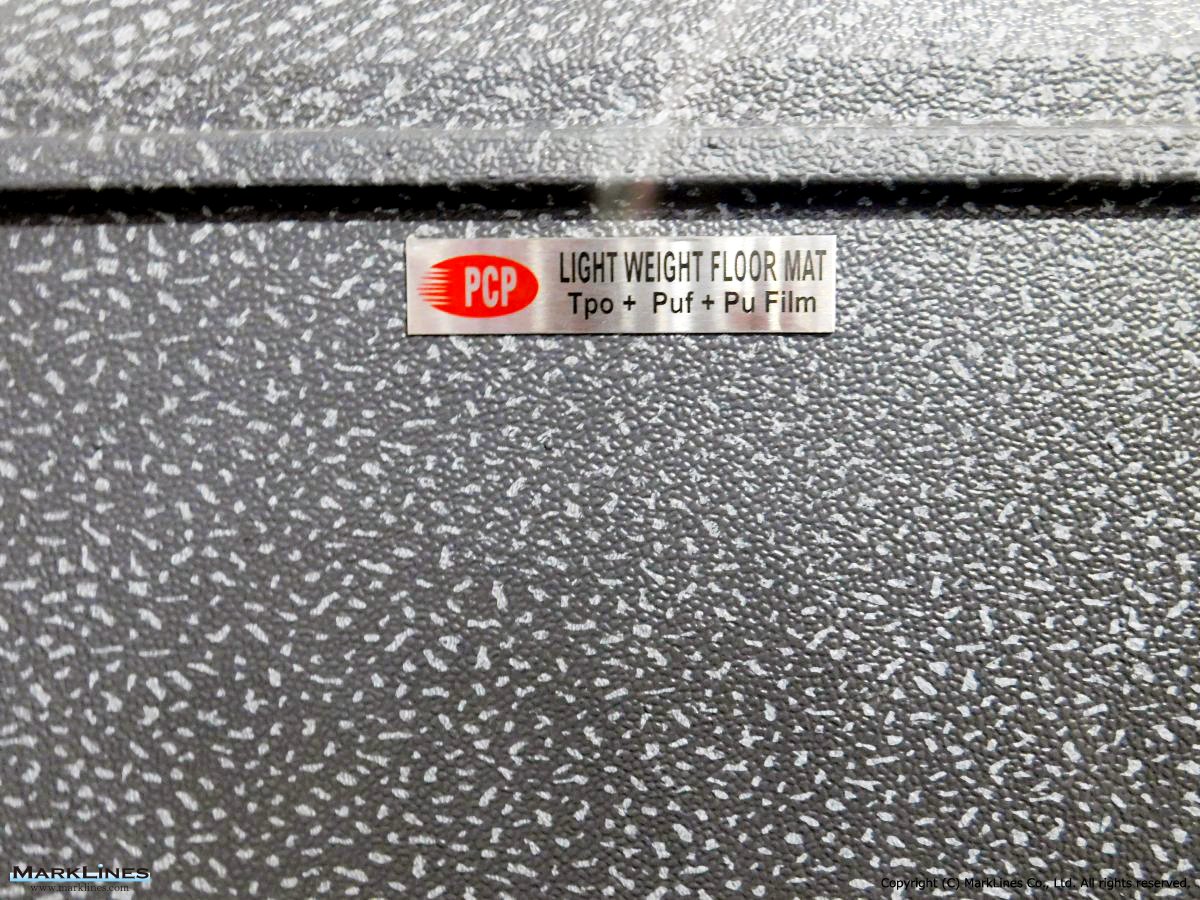 PCP
LIGHT WEIGHT FLOOR MAT
Tpo + Puf + Pu Film
MARKLINES
www.marklines.com
Copyright (C) MarkLines Co., Ltd. All rights reserved.